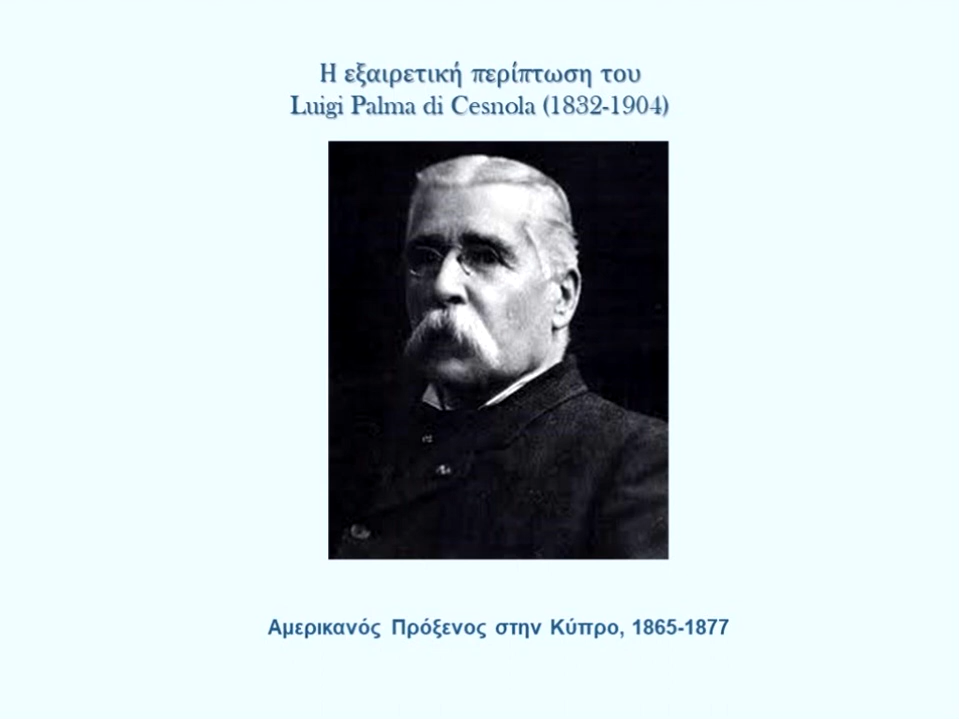 Η εξαιρετική περίπτωση του
Luigi Palma di Cesnola (1832-1904)
Αμερικανός Πρόξενος στην Κύπρο, 1865-1877